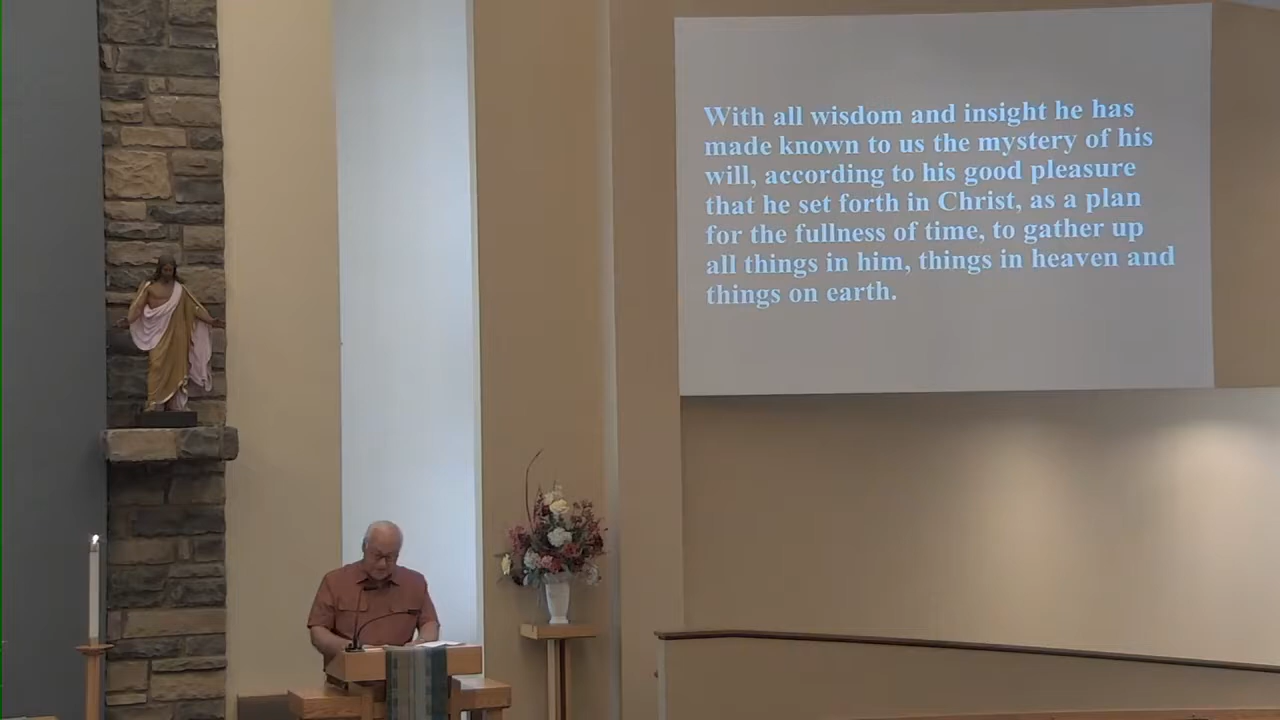 With all wisdom and insight he has
made known to us the mystery of his
will, according to his good pleasure
that he set forth in Christ, as a plan
for the fullness of time, to gather up
all things in him, things in heaven and
things on earth.